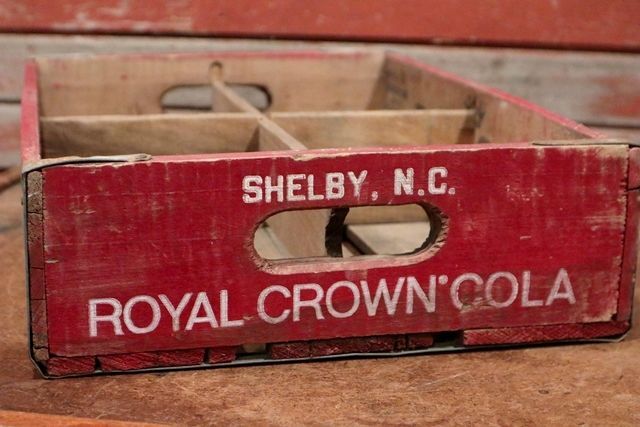 SHELBY, N.C.
ROYAL CROWN COLA